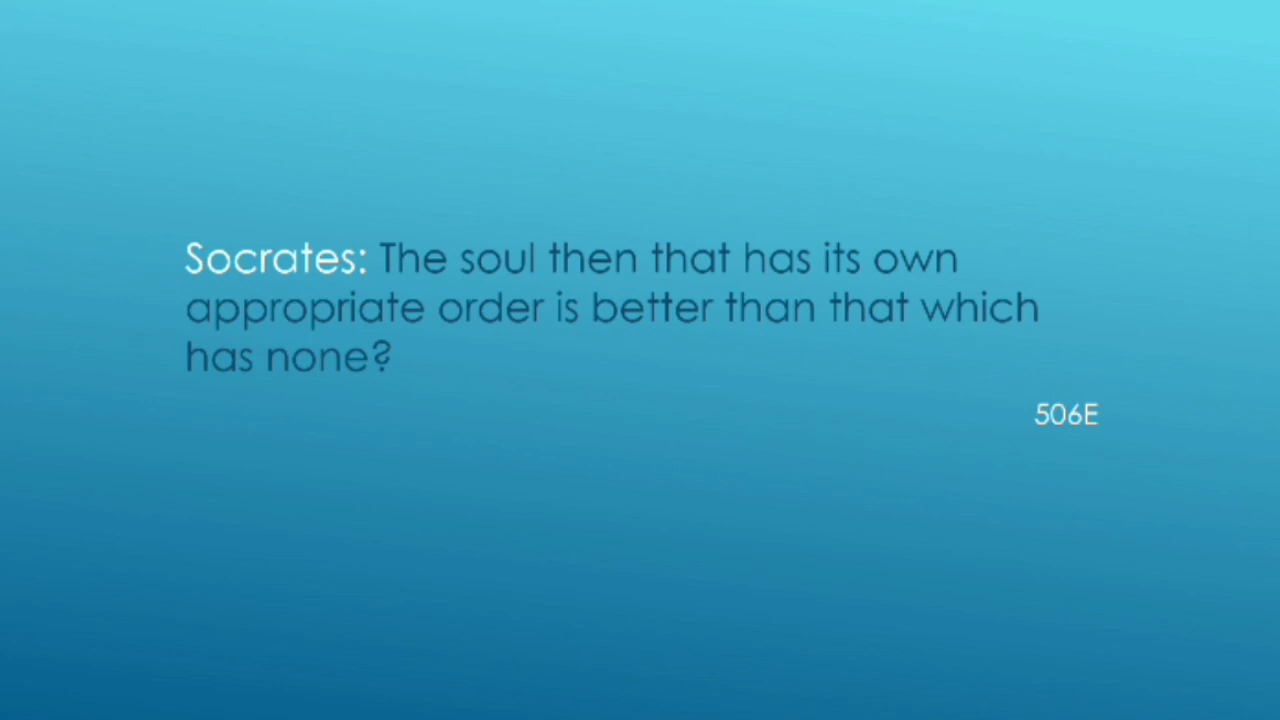 Socrates: The soul then that has its own
appropriate order is better than that which
has none?
506E